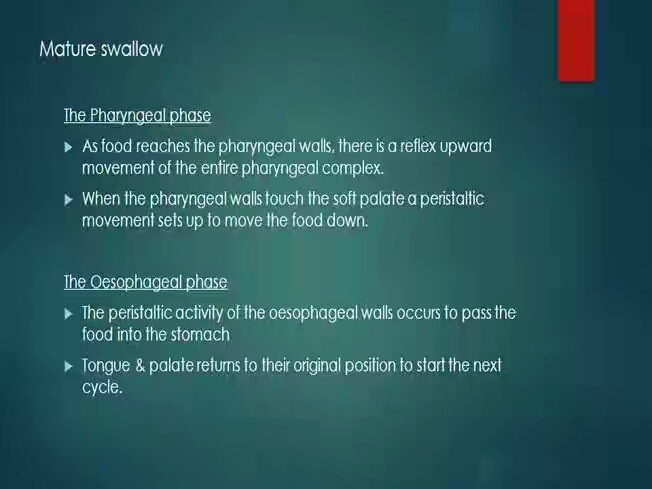 Mature swallow
The Pharyngeal phase
As food reaches the pharyngeal walls, there is a reflex upward
movement of the entire pharyngeal complex.
When the pharyngeal walls touch the soft palate a peristaltic
movement sets up to move the food down.
The Oesophageal phase
The peristaltic activity of the oesophageal walls occurs to pass the
food into the stomach
Tongue & palate returns to their original position to start the next
cycle.